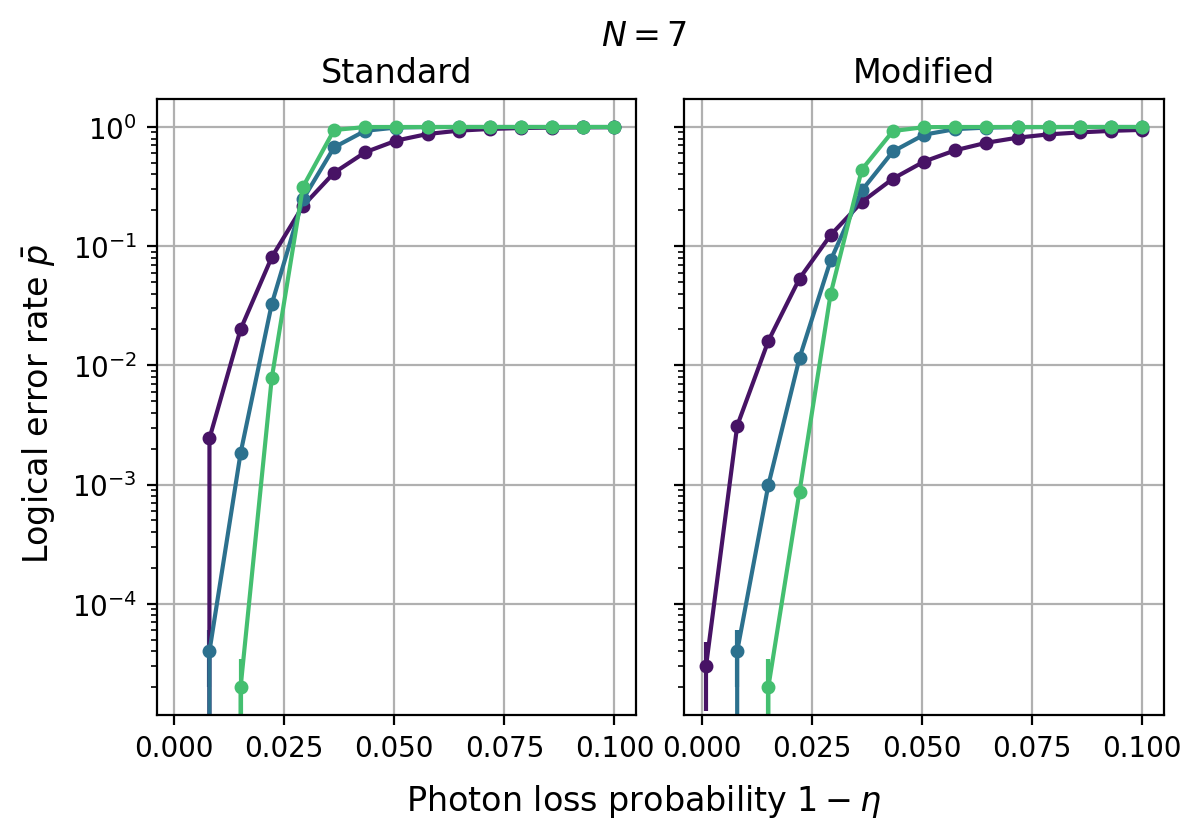 N = 7
Standard Modified
Logical error rate p̄
10⁰
10⁻¹
10⁻²
10⁻³
10⁻⁴
0.000 0.025 0.050 0.075 0.100 0.000 0.025 0.050 0.075 0.100
Photon loss probability 1 − η